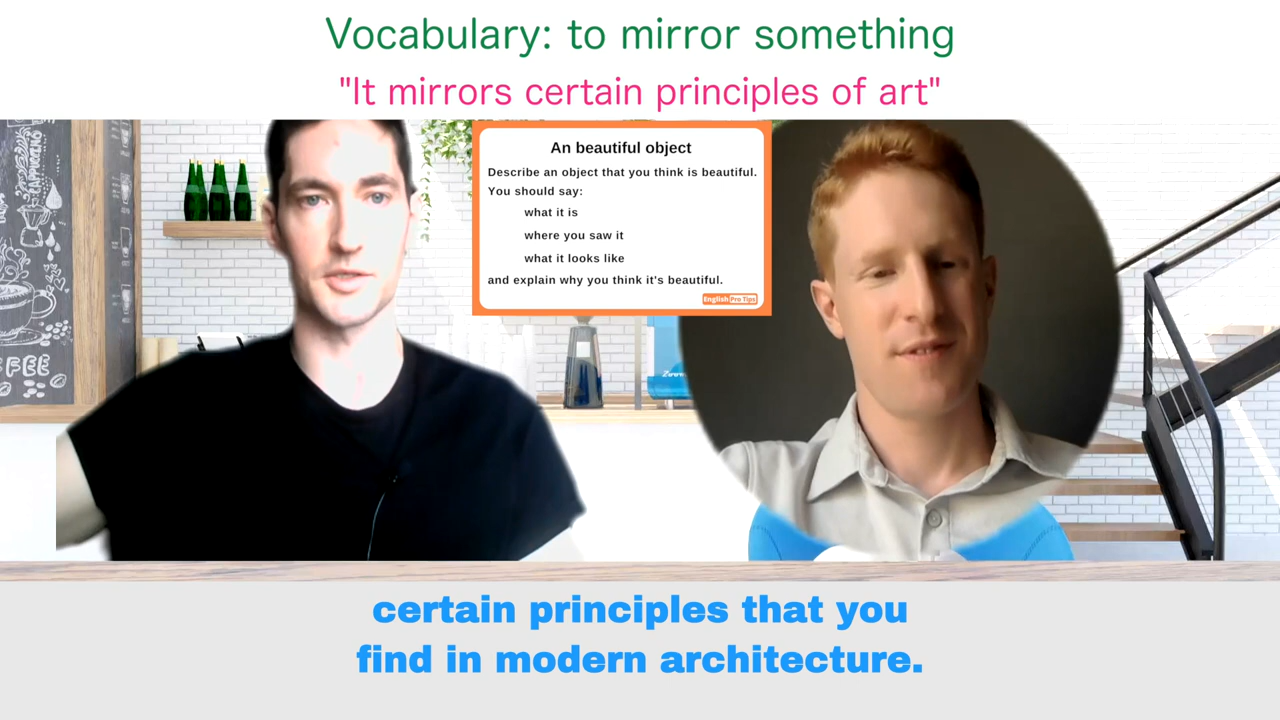 Vocabulary: to mirror something
"It mirrors certain principles of art"
An beautiful object
Describe an object that you think is beautiful.
You should say:
what it is
where you saw it
what it looks like
and explain why you think it's beautiful.
English Pro Tips
CAPPUCCINO
FFEE
certain principles that you
find in modern architecture.